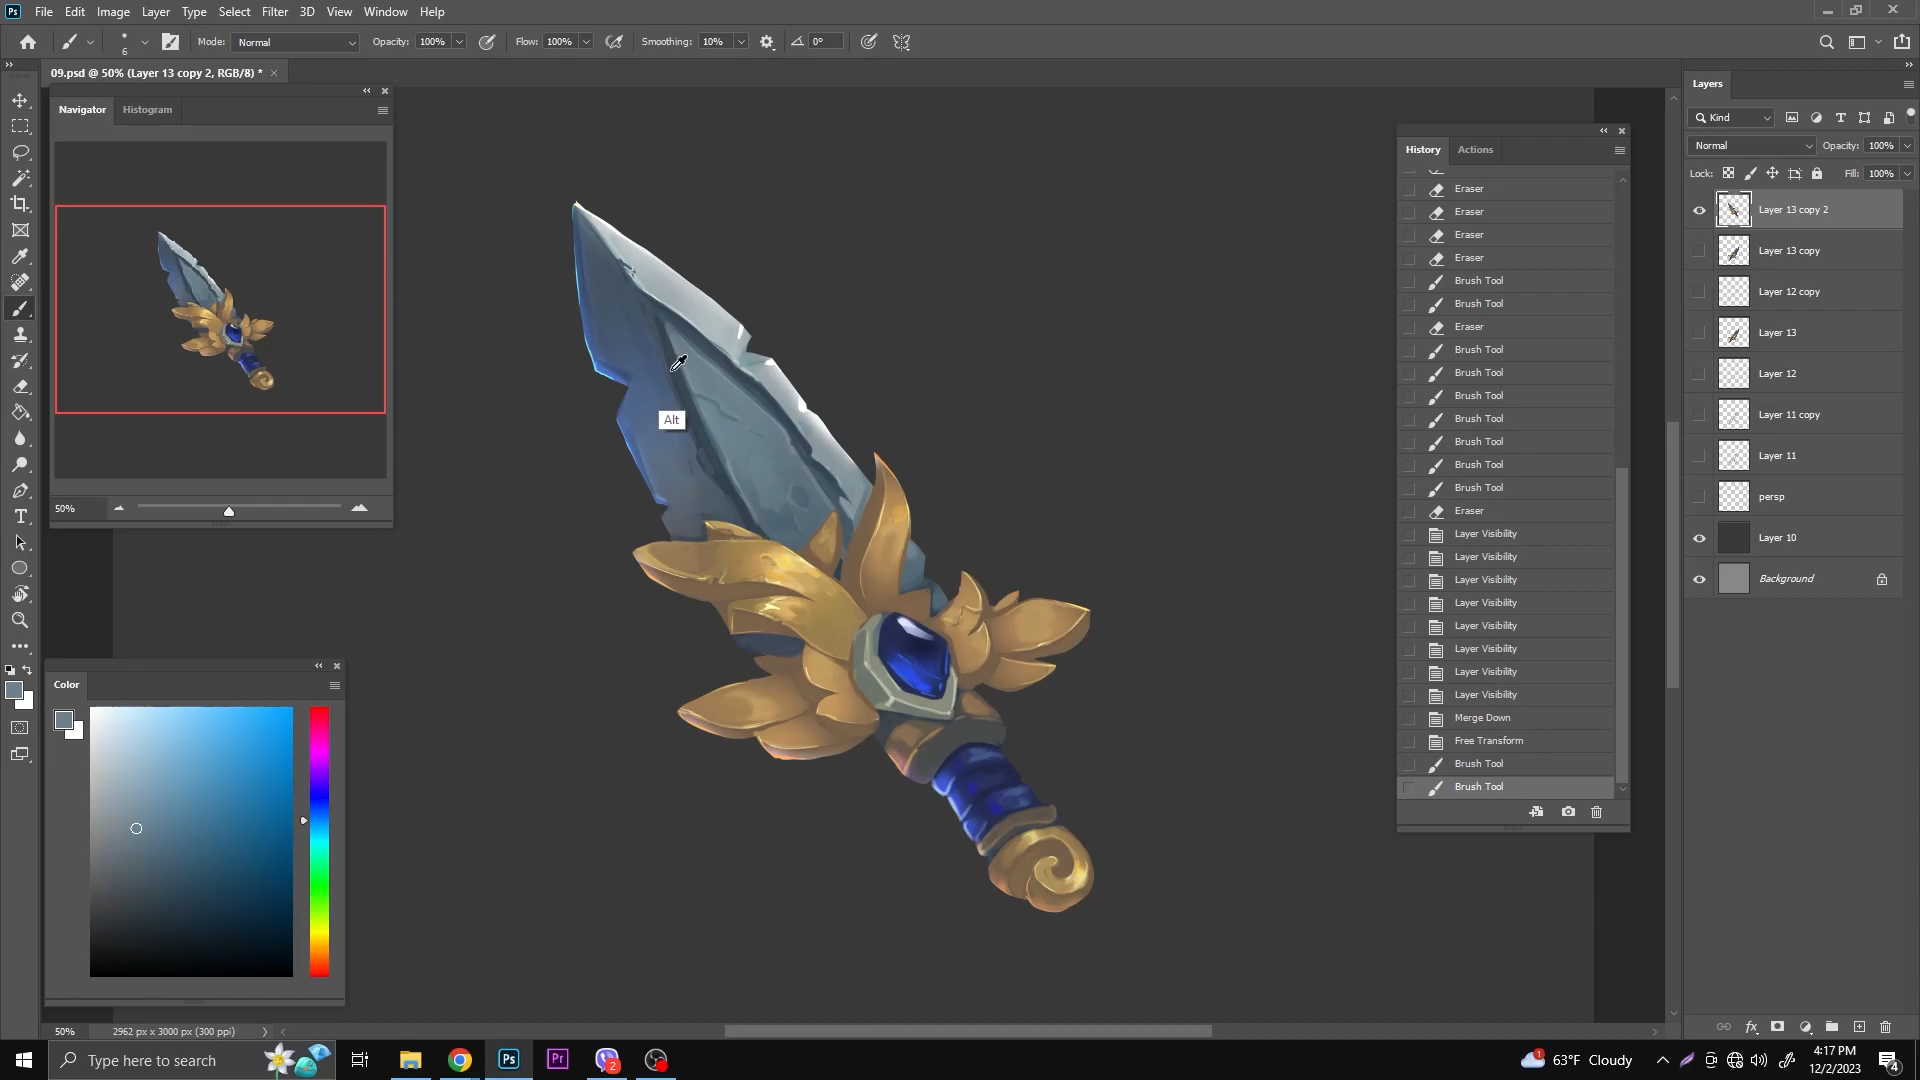 Ps File Edit Image Layer Type Select Filter 3D View Window Help
6 Mode: Normal Opacity: 100% Flow: 100% Smoothing: 10% 0°
09.psd @ 50% (Layer 13 copy 2, RGB/8) *
Navigator Histogram
50%
Alt
Color
50% 2962 px x 3000 px (300 ppi)
History Actions
Eraser
Eraser
Eraser
Eraser
Brush Tool
Brush Tool
Eraser
Brush Tool
Brush Tool
Brush Tool
Brush Tool
Brush Tool
Brush Tool
Brush Tool
Eraser
Layer Visibility
Layer Visibility
Layer Visibility
Layer Visibility
Layer Visibility
Layer Visibility
Layer Visibility
Layer Visibility
Merge Down
Free Transform
Brush Tool
Brush Tool
Layers
Kind
Normal Opacity: 100%
Lock: Fill: 100%
Layer 13 copy 2
Layer 13 copy
Layer 12 copy
Layer 13
Layer 12
Layer 11 copy
Layer 11
persp
Layer 10
Background
Type here to search
Ps Pr 2
1 63°F Cloudy
4:17 PM
12/2/2023
4